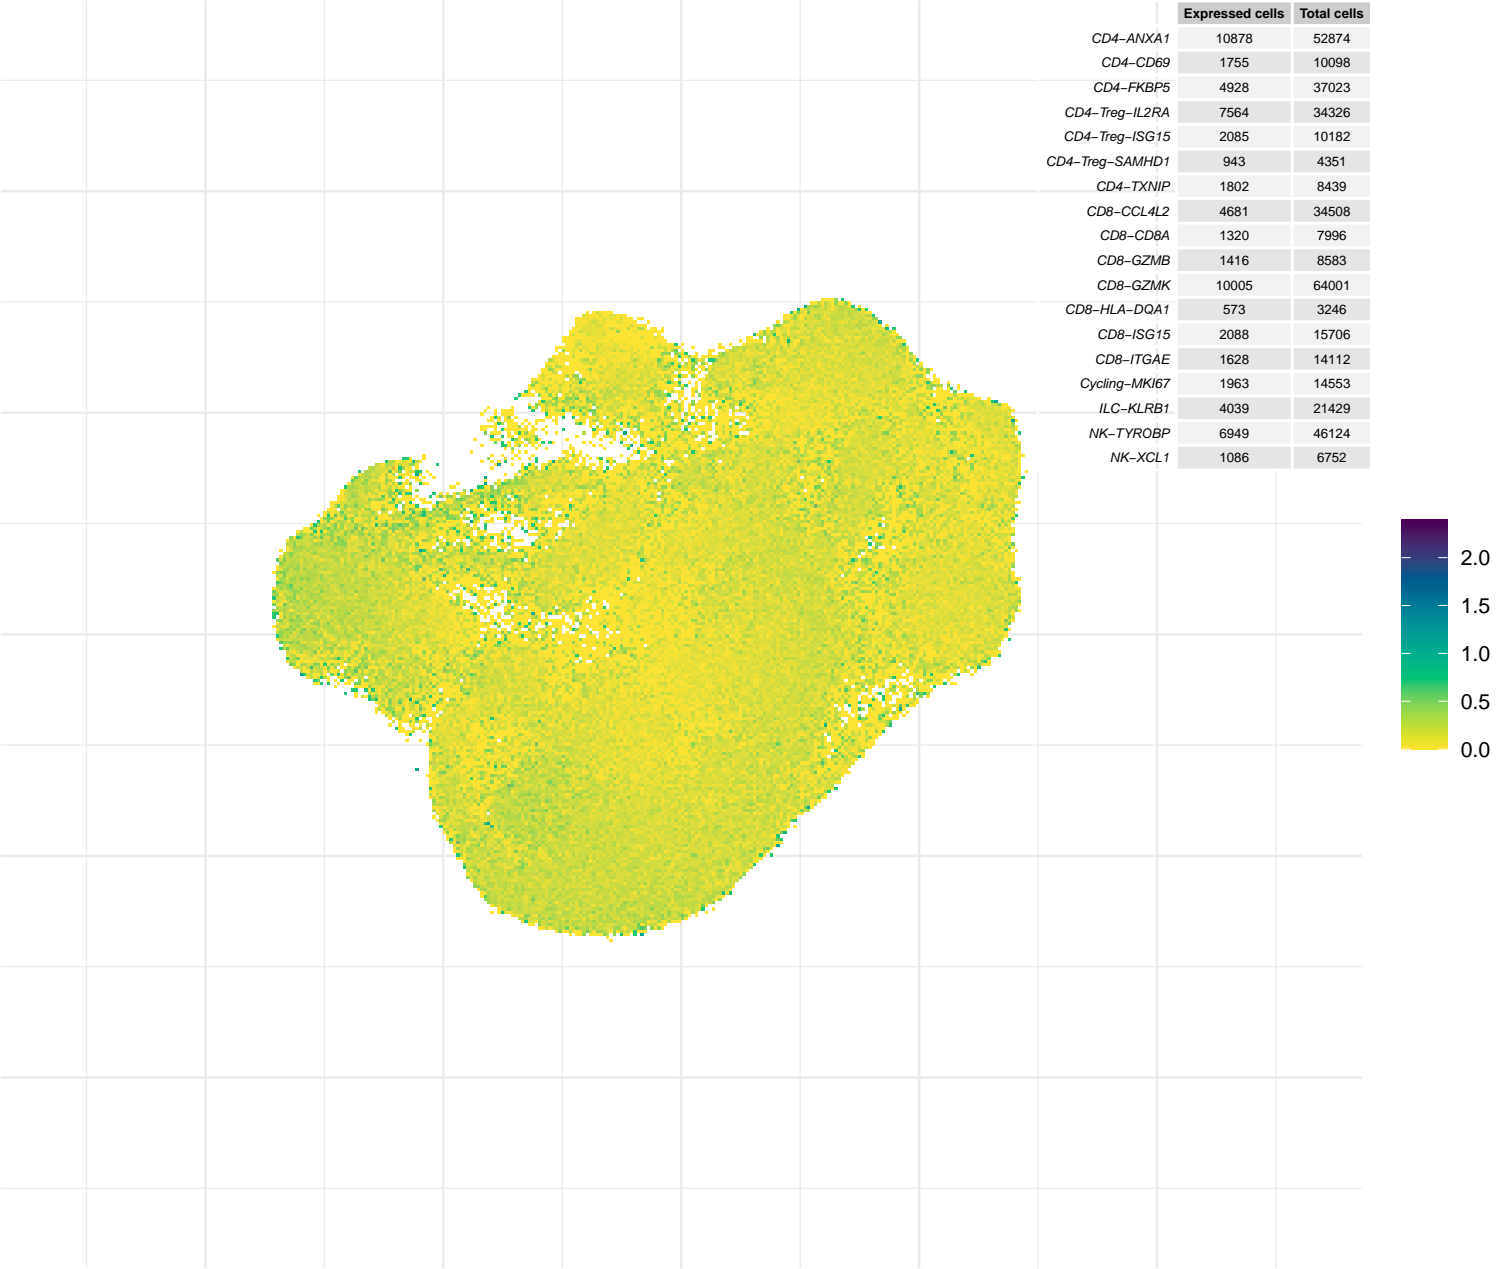 Expressed cells Total cells
CD4−ANXA1 10878 52874
CD4−CD69 1755 10098
CD4−FKBP5 4928 37023
CD4−Treg−IL2RA 7564 34326
CD4−Treg−ISG15 2085 10182
CD4−Treg−SAMHD1 943 4351
CD4−TXNIP 1802 8439
CD8−CCL4L2 4681 34508
CD8−CD8A 1320 7996
CD8−GZMB 1416 8583
CD8−GZMK 10005 64001
CD8−HLA−DQA1 573 3246
CD8−ISG15 2088 15706
CD8−ITGAE 1628 14112
Cycling−MKI67 1963 14553
ILC−KLRB1 4039 21429
NK−TYROBP 6949 46124
NK−XCL1 1086 6752
2.0
1.5
1.0
0.5
0.0